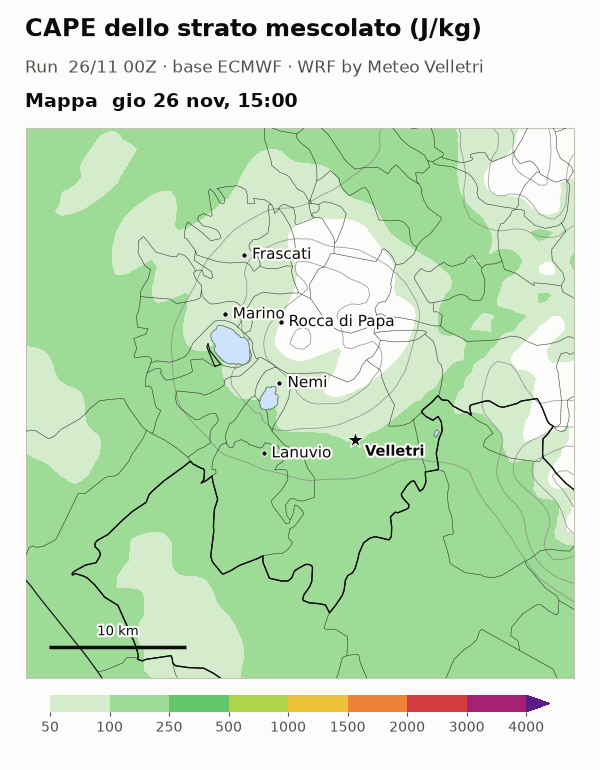 CAPE dello strato mescolato (J/kg)
Run  26/11 00Z · base ECMWF · WRF by Meteo Velletri
Mappa  gio 26 nov, 15:00
Frascati
Marino
Rocca di Papa
Nemi
Velletri
Lanuvio
10 km
50 100 250 500 1000 1500 2000 3000 4000